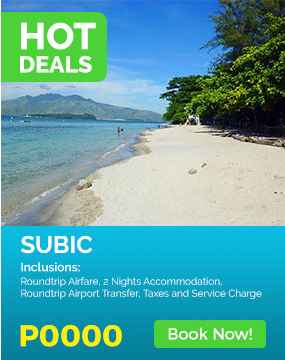 HOT
DEALS
SUBIC
Inclusions:
Roundtrip Airfare, 2 Nights Accommodation,
Roundtrip Airport Transfer, Taxes and Service Charge
P0000
Book Now!